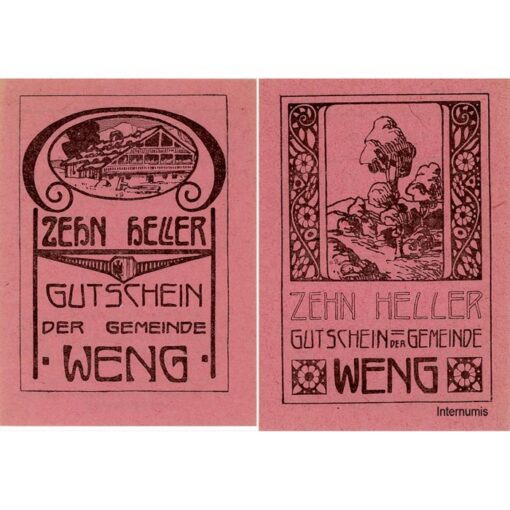 ZEHN HELLER
GUTSCHEIN
DER GEMEINDE
· WENG ·
ZEHN HELLER
GUTSCHEIN = DER GEMEINDE
WENG
Internumis